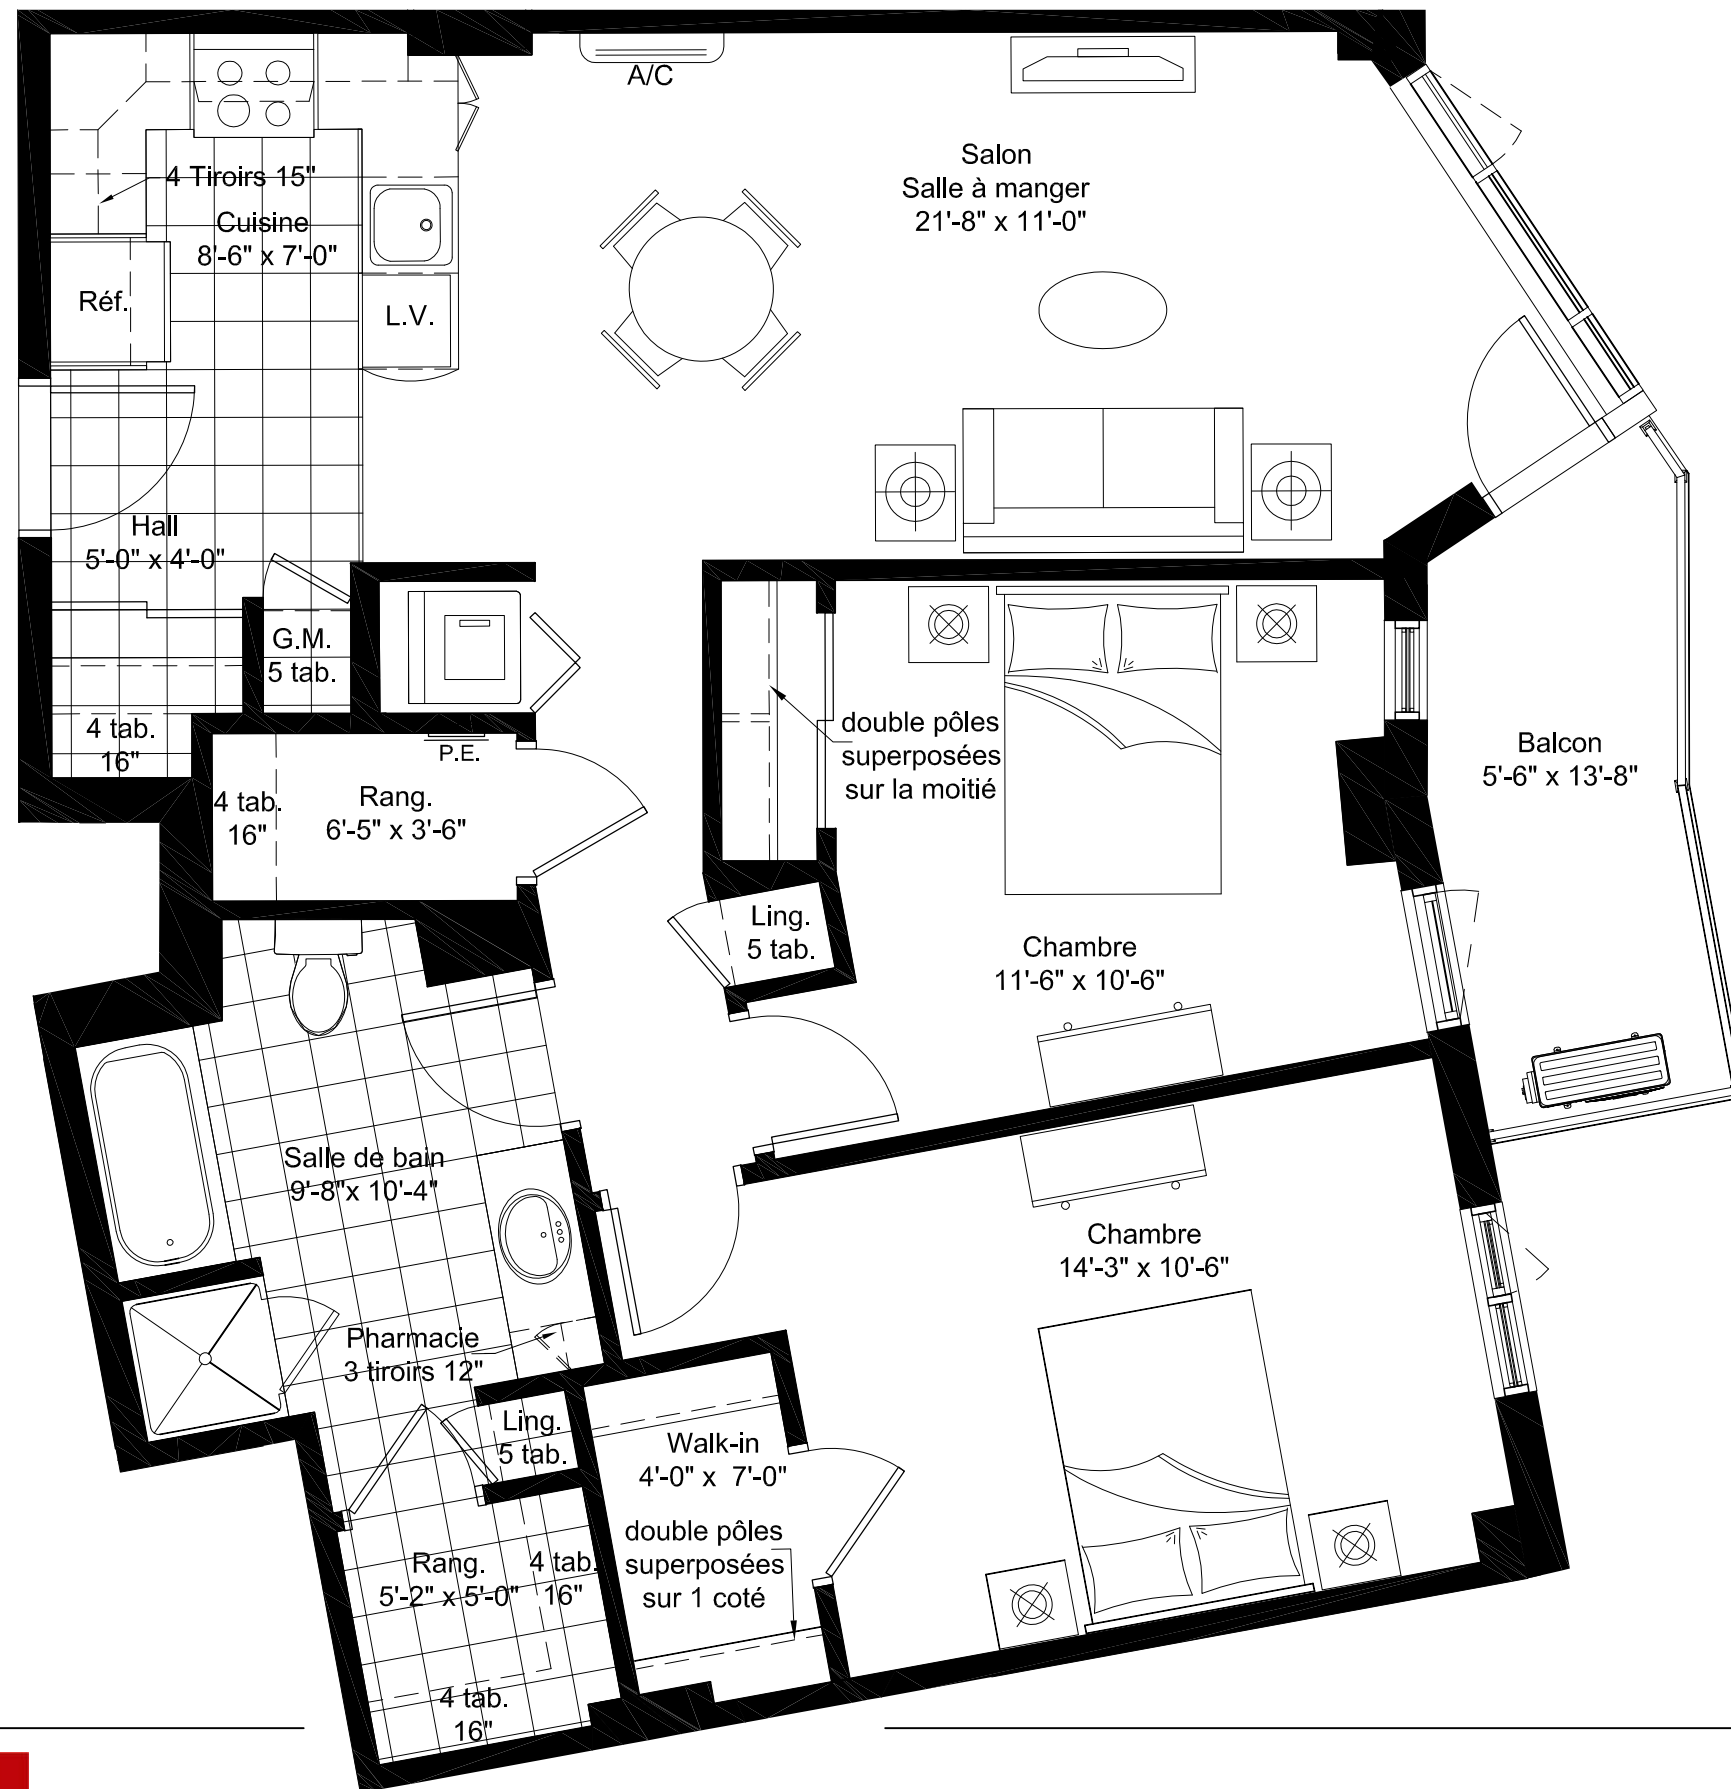 A/C
Salon
Salle à manger
21'-8" x 11'-0"
4 Tiroirs 15"
Cuisine
8'-6" x 7'-0"
Réf.
L.V.
Hall
5'-0" x 4'-0"
G.M.
5 tab.
4 tab.
16"
P.E.
4 tab.
16"
Rang.
6'-5" x 3'-6"
double pôles
superposées
sur la moitié
Balcon
5'-6" x 13'-8"
Ling.
5 tab.
Chambre
11'-6" x 10'-6"
Salle de bain
9'-8"x 10'-4"
Chambre
14'-3" x 10'-6"
Pharmacie
3 tiroirs 12"
Ling.
5 tab.
Walk-in
4'-0" x 7'-0"
double pôles
superposées
sur 1 coté
Rang.
5'-2" x 5'-0"
4 tab.
16"
4 tab.
16"